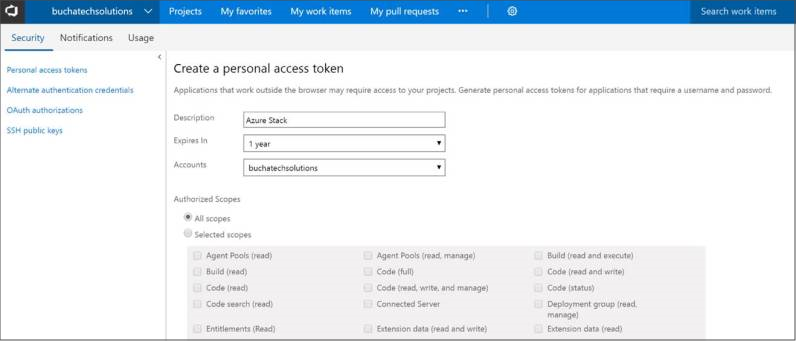 buchatechsolutions Projects My favorites My work items My pull requests ••• Search work items
Security Notifications Usage
Personal access tokens
Alternate authentication credentials
OAuth authorizations
SSH public keys
Create a personal access token
Applications that work outside the browser may require access to your projects. Generate personal access tokens for applications that require a username and password.
Description Azure Stack
Expires In 1 year
Accounts buchatechsolutions
Authorized Scopes
All scopes
Selected scopes
Agent Pools (read) Agent Pools (read, manage) Build (read and execute)
Build (read) Code (full) Code (read and write)
Code (read) Code (read, write, and manage) Code (status)
Code search (read) Connected Server Deployment group (read,
manage)
Entitlements (Read) Extension data (read and write) Extension data (read)